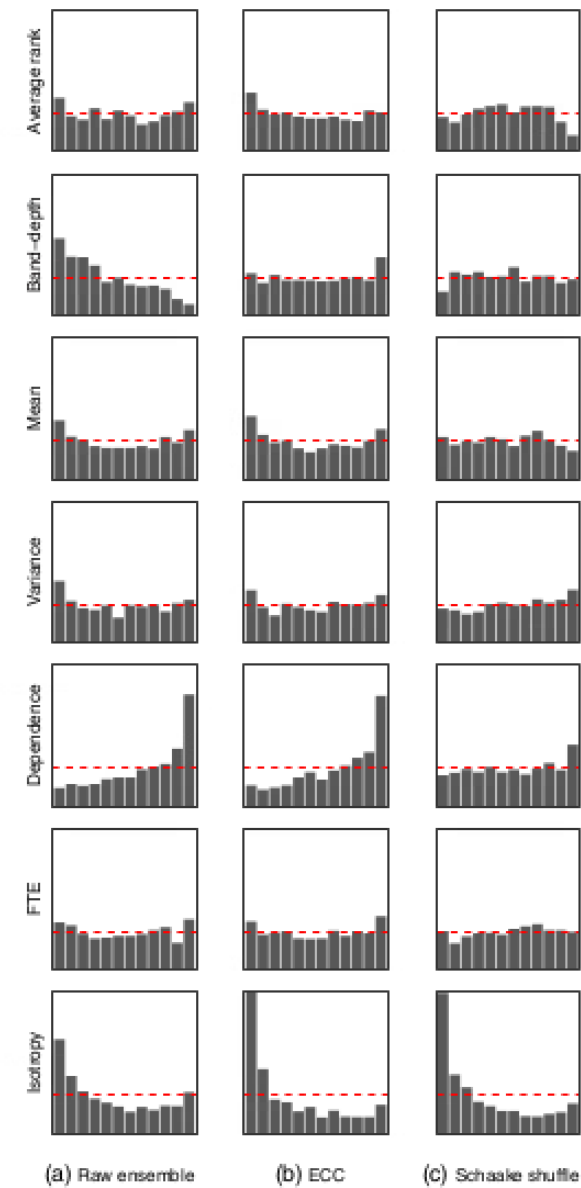 Average rank
Band-depth
Mean
Variance
Dependence
FTE
Isotropy
(a) Raw ensemble
(b) ECC
(c) Schaake shuffle